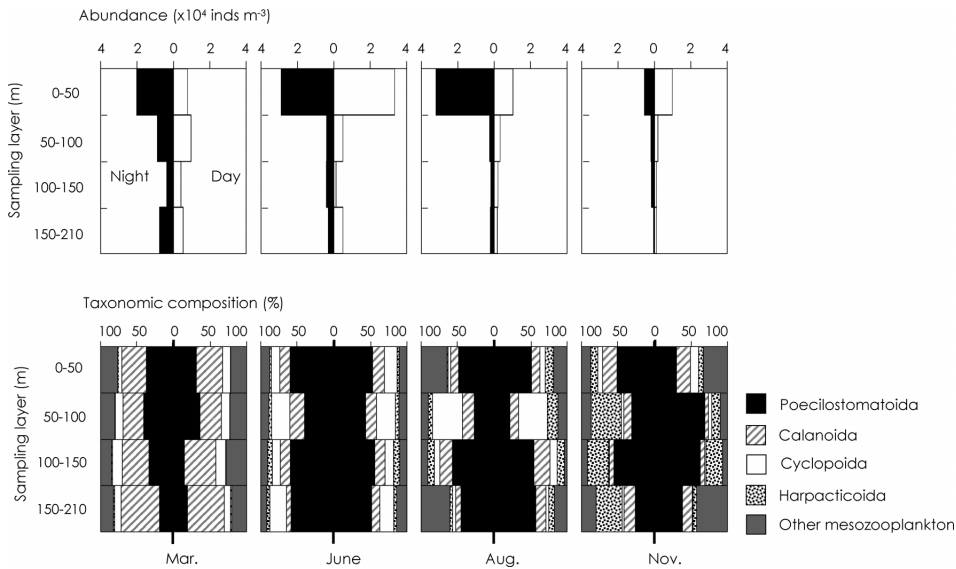 Abundance (x10⁴ inds m⁻³)
4 2 0 2 4 4 2 0 2 4 4 2 0 2 4 4 2 0 2 4
Sampling layer (m)
0-50
50-100
100-150
150-210
Night Day
Taxonomic composition (%)
100 50 0 50 100 100 50 0 50 100 100 50 0 50 100 100 50 0 50 100
Sampling layer (m)
0-50
50-100
100-150
150-210
Mar. June Aug. Nov.
Poecilostomatoida
Calanoida
Cyclopoida
Harpacticoida
Other mesozooplankton